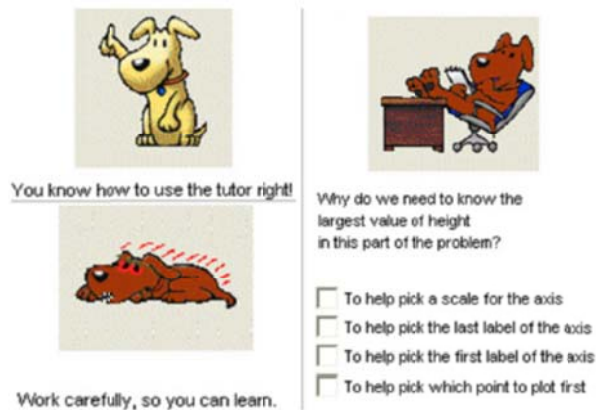 You know how to use the tutor right!
Work carefully, so you can learn.
Why do we need to know the
largest value of height
in this part of the problem?
To help pick a scale for the axis
To help pick the last label of the axis
To help pick the first label of the axis
To help pick which point to plot first